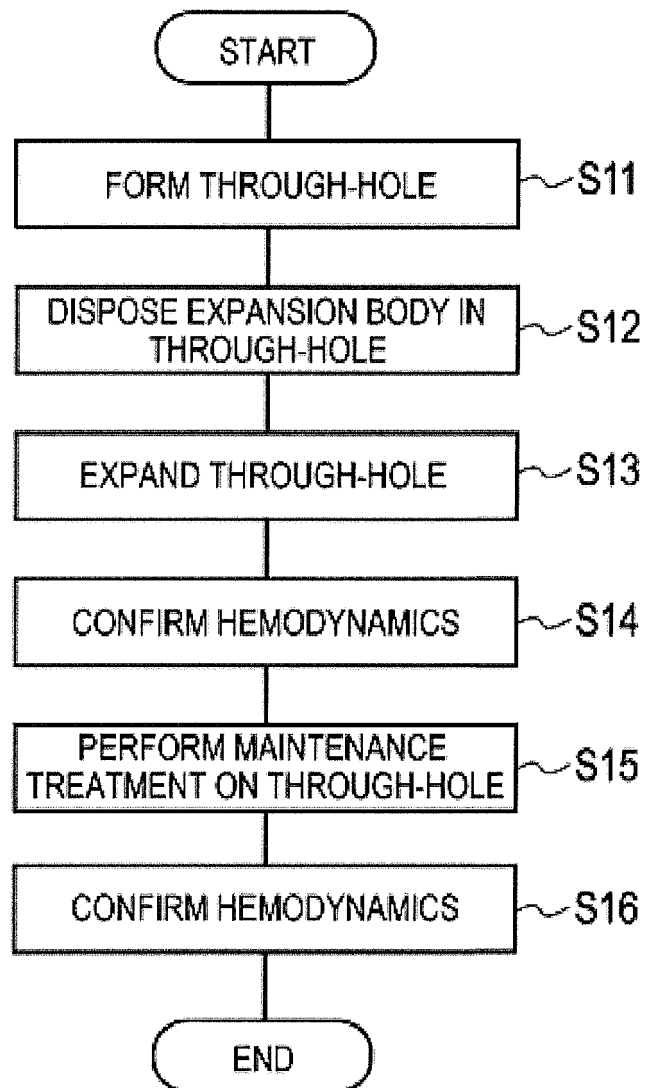 START
FORM THROUGH-HOLE
S11
DISPOSE EXPANSION BODY IN
THROUGH-HOLE
S12
EXPAND THROUGH-HOLE
S13
CONFIRM HEMODYNAMICS
S14
PERFORM MAINTENANCE
TREATMENT ON THROUGH-HOLE
S15
CONFIRM HEMODYNAMICS
S16
END